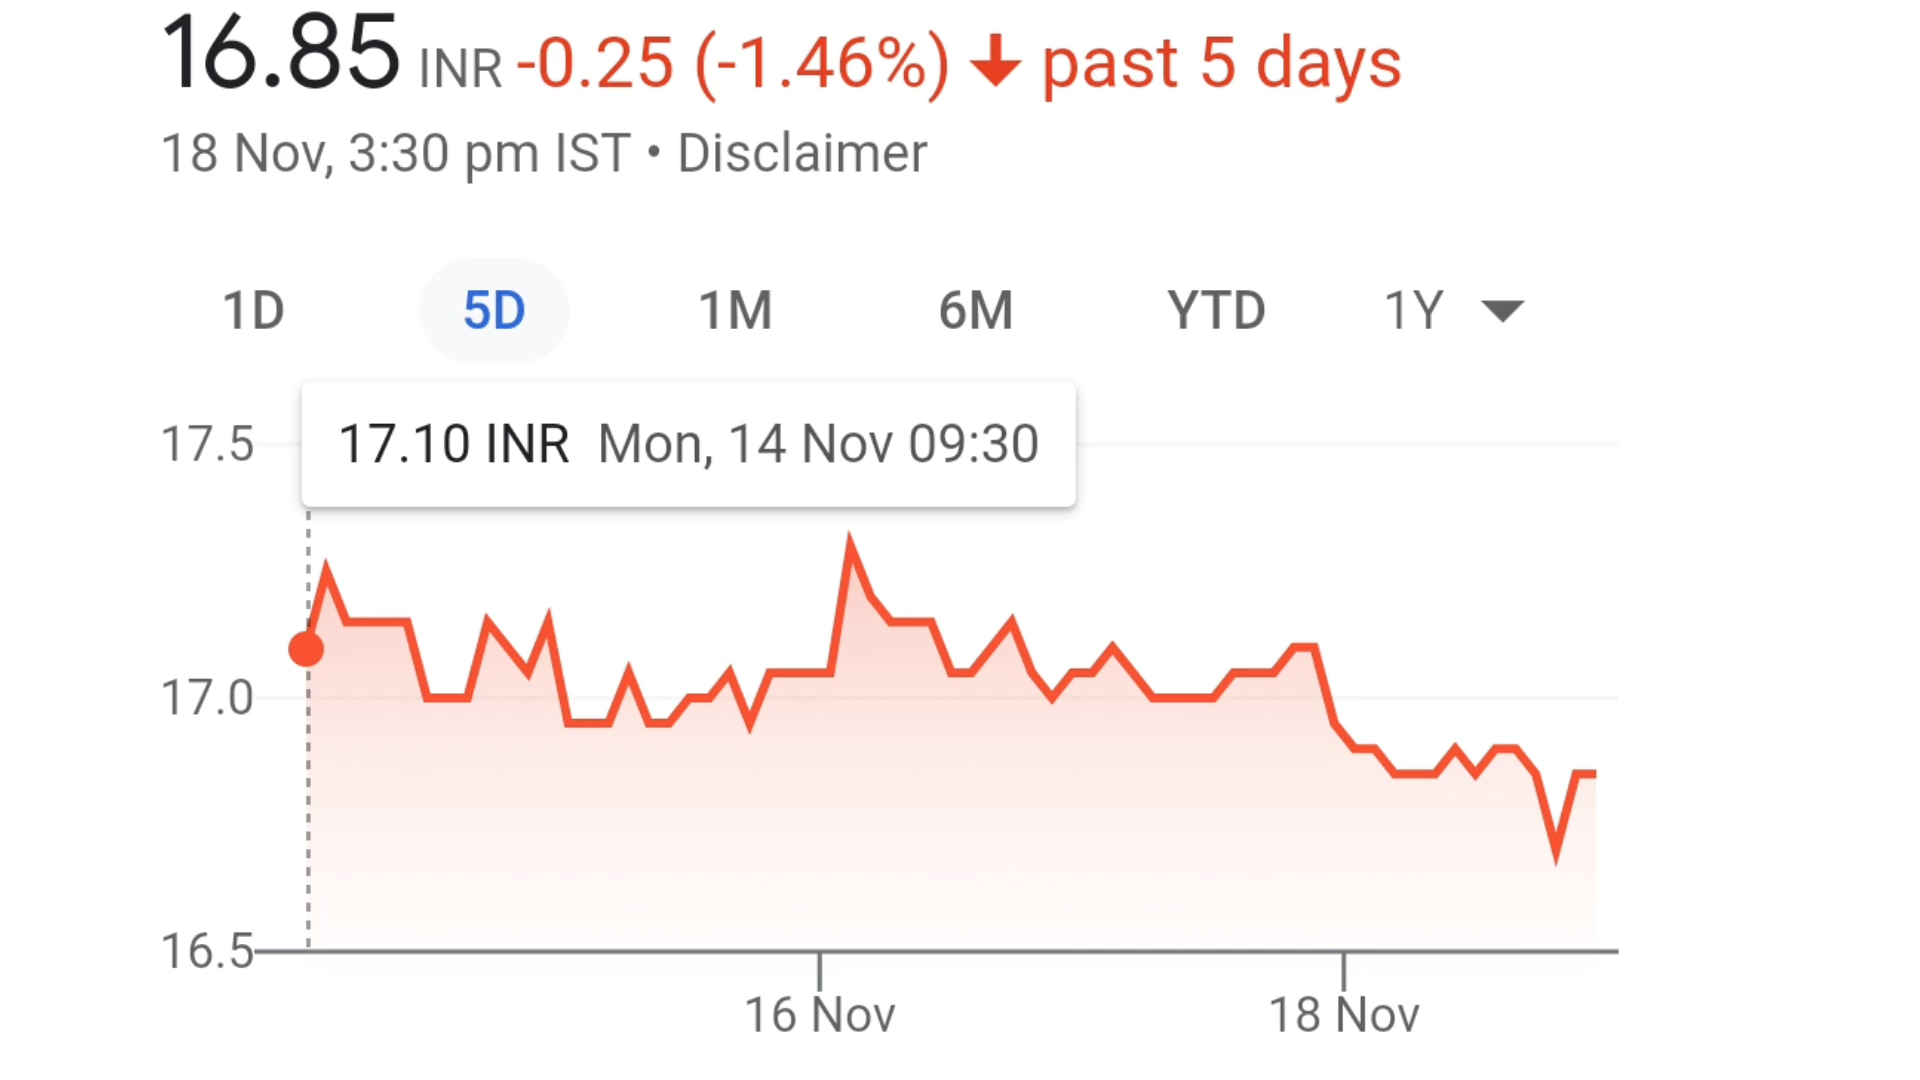 16.85 INR -0.25 (-1.46%) ↓ past 5 days
18 Nov, 3:30 pm IST • Disclaimer
1D 5D 1M 6M YTD 1Y
17.10 INR Mon, 14 Nov 09:30
17.5
17.0
16.5
16 Nov 18 Nov